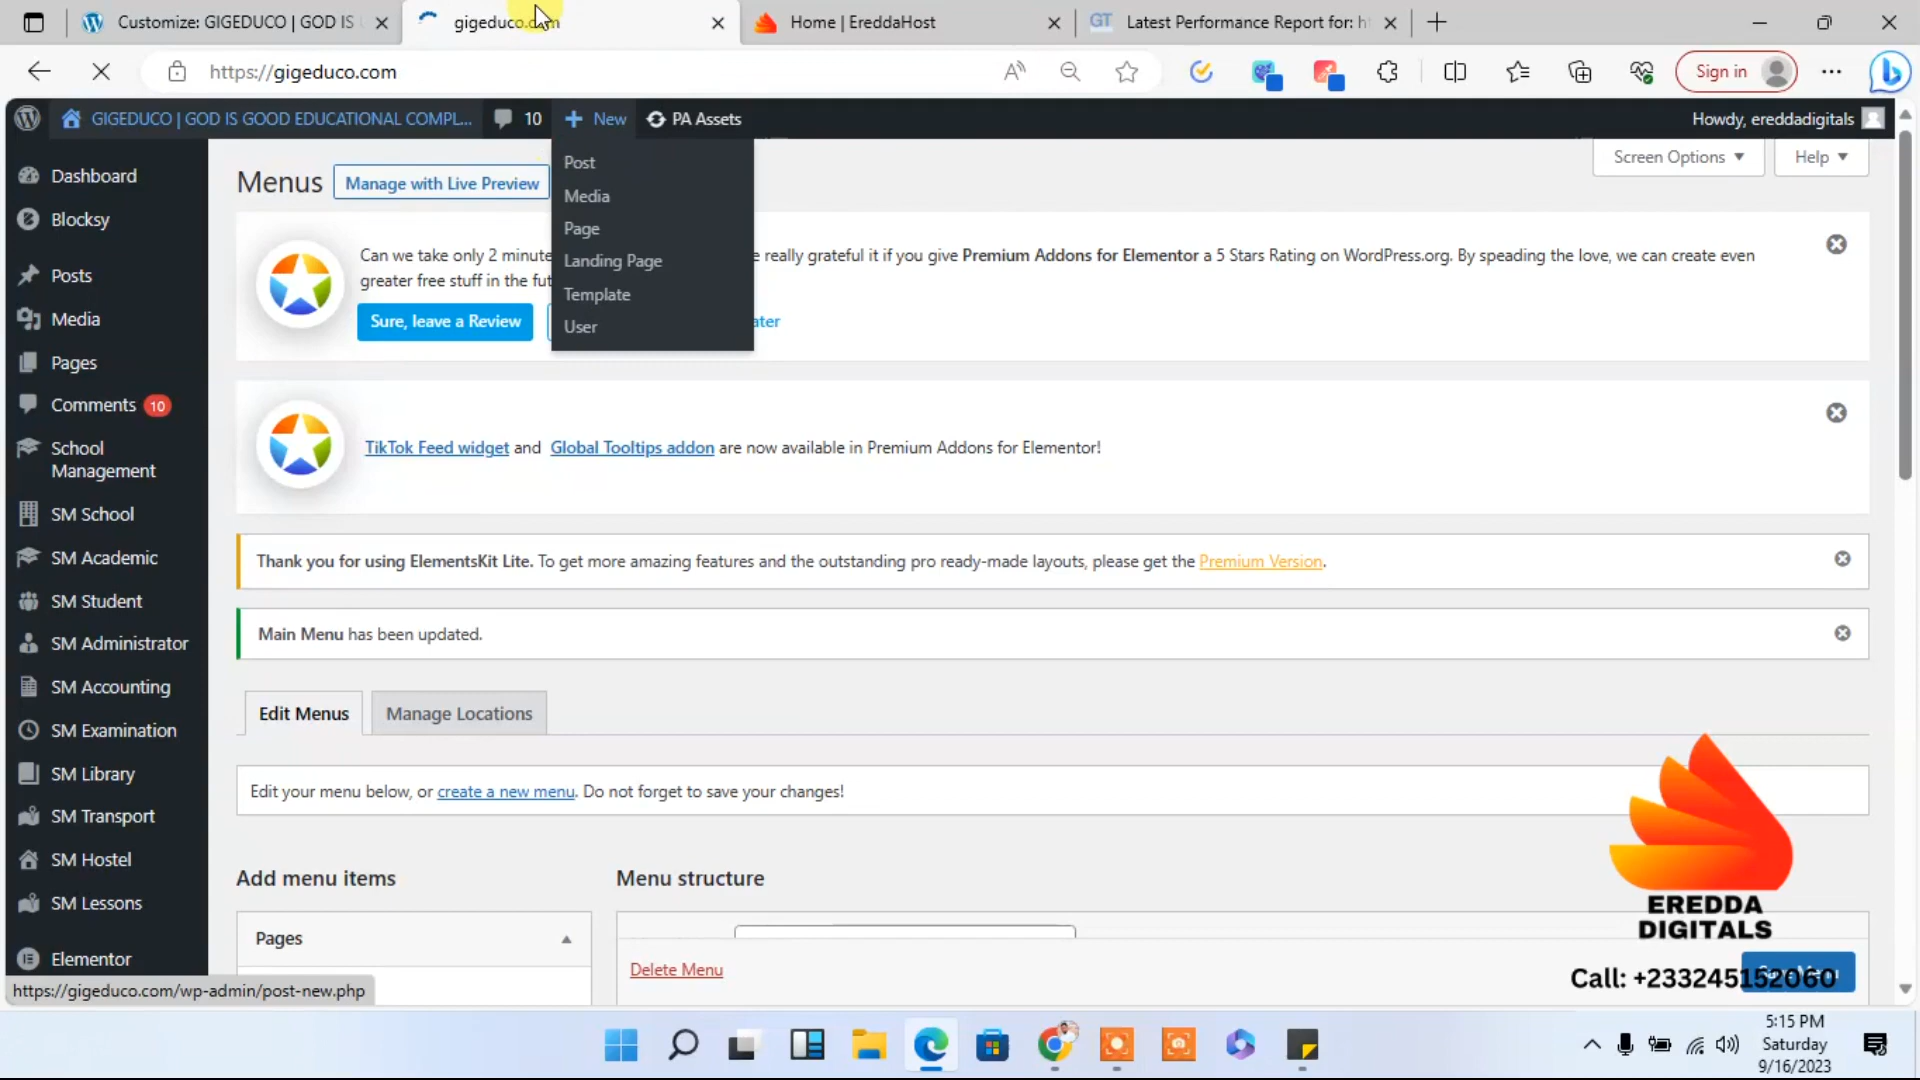 Customize: GIGEDUCO | GOD IS
gigeduco.com
Home | EreddaHost
GT
Latest Performance Report for: h
https://gigeduco.com
Sign in
GIGEDUCO | GOD IS GOOD EDUCATIONAL COMPL...
10
New
PA Assets
Howdy, ereddadigitals
Dashboard
Blocksy
Posts
Media
Pages
Comments 10
School
Management
SM School
SM Academic
SM Student
SM Administrator
SM Accounting
SM Examination
SM Library
SM Transport
SM Hostel
SM Lessons
Elementor
https://gigeduco.com/wp-admin/post-new.php
Post
Media
Page
Landing Page
Template
User
Screen Options
Help
Menus
Manage with Live Preview
Can we take only 2 minute
e really grateful it if you give Premium Addons for Elementor a 5 Stars Rating on WordPress.org. By speading the love, we can create even
greater free stuff in the fut
Sure, leave a Review
ater
TikTok Feed widget and Global Tooltips addon are now available in Premium Addons for Elementor!
Thank you for using ElementsKit Lite. To get more amazing features and the outstanding pro ready-made layouts, please get the Premium Version.
Main Menu has been updated.
Edit Menus
Manage Locations
Edit your menu below, or create a new menu. Do not forget to save your changes!
Add menu items
Menu structure
Pages
Delete Menu
EREDDA
DIGITALS
Call: +233245152060
5:15 PM
Saturday
9/16/2023